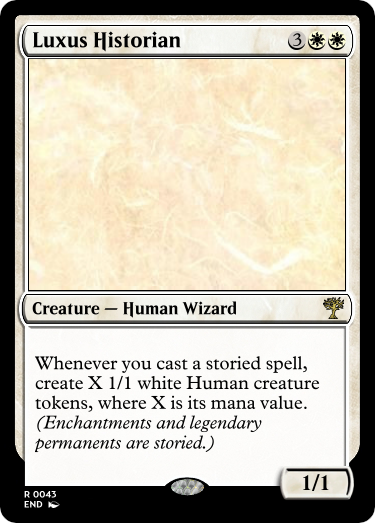 Luxus Historian 3
Creature — Human Wizard
Whenever you cast a storied spell,
create X 1/1 white Human creature
tokens, where X is its mana value.
(Enchantments and legendary
permanents are storied.)
1/1
R 0043
END